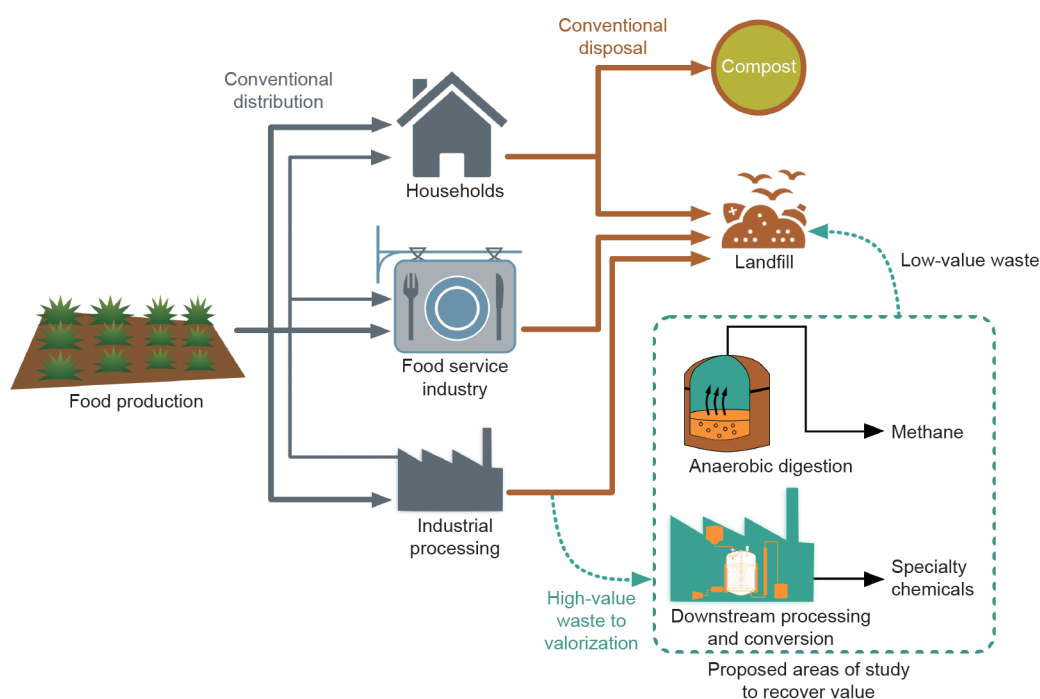 Conventional
disposal
Compost
Conventional
distribution
Households
Landfill
Low-value waste
Food service
industry
Food production
Methane
Anaerobic digestion
Industrial
processing
Specialty
chemicals
High-value
waste to
valorization
Downstream processing
and conversion
Proposed areas of study
to recover value